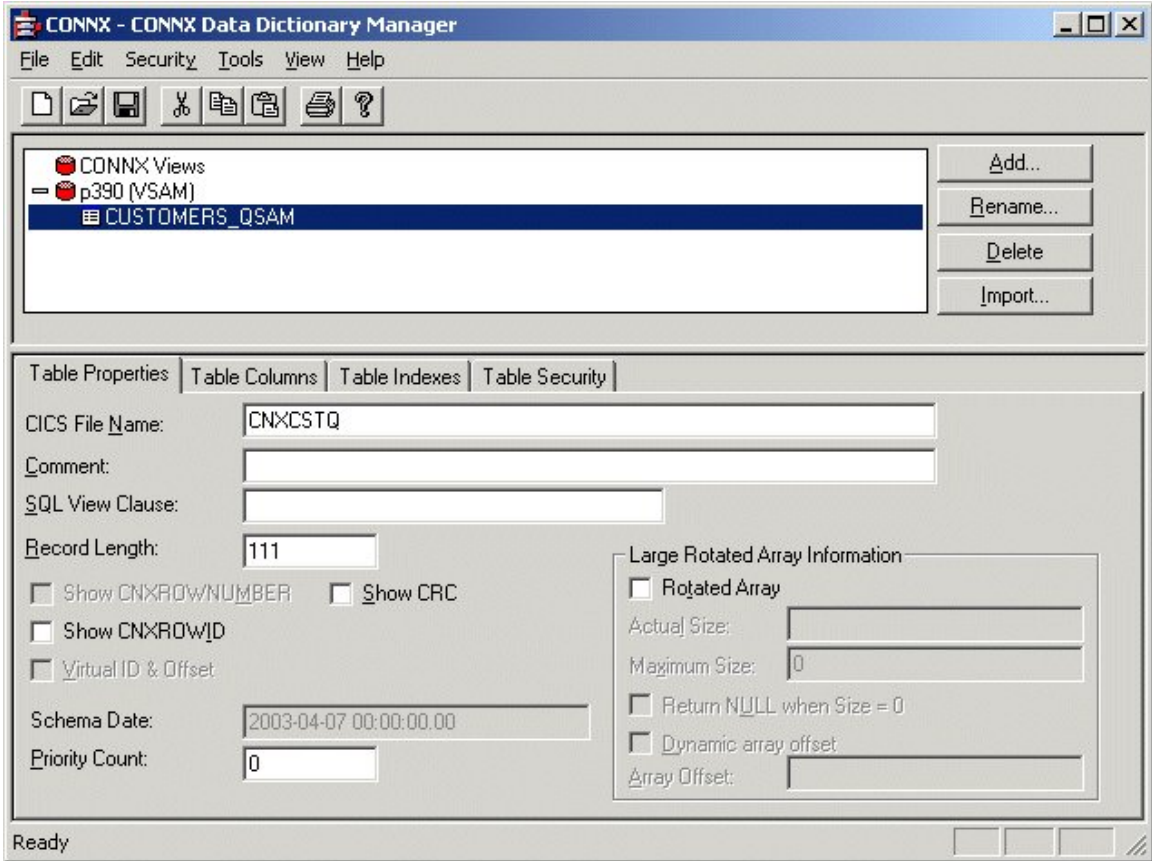 CONNX - CONNX Data Dictionary Manager
File Edit Security Tools View Help
CONNX Views
p390 (VSAM)
CUSTOMERS_QSAM
Add...
Rename...
Delete
Import...
Table Properties Table Columns Table Indexes Table Security
CICS File Name: CNXCSTQ
Comment:
SQL View Clause:
Record Length: 111
Show CNXROWNUMBER Show CRC
Show CNXROWID
Virtual ID & Offset
Schema Date: 2003-04-07 00:00:00.00
Priority Count: 0
Large Rotated Array Information
Rotated Array
Actual Size:
Maximum Size: 0
Return NULL when Size = 0
Dynamic array offset
Array Offset:
Ready